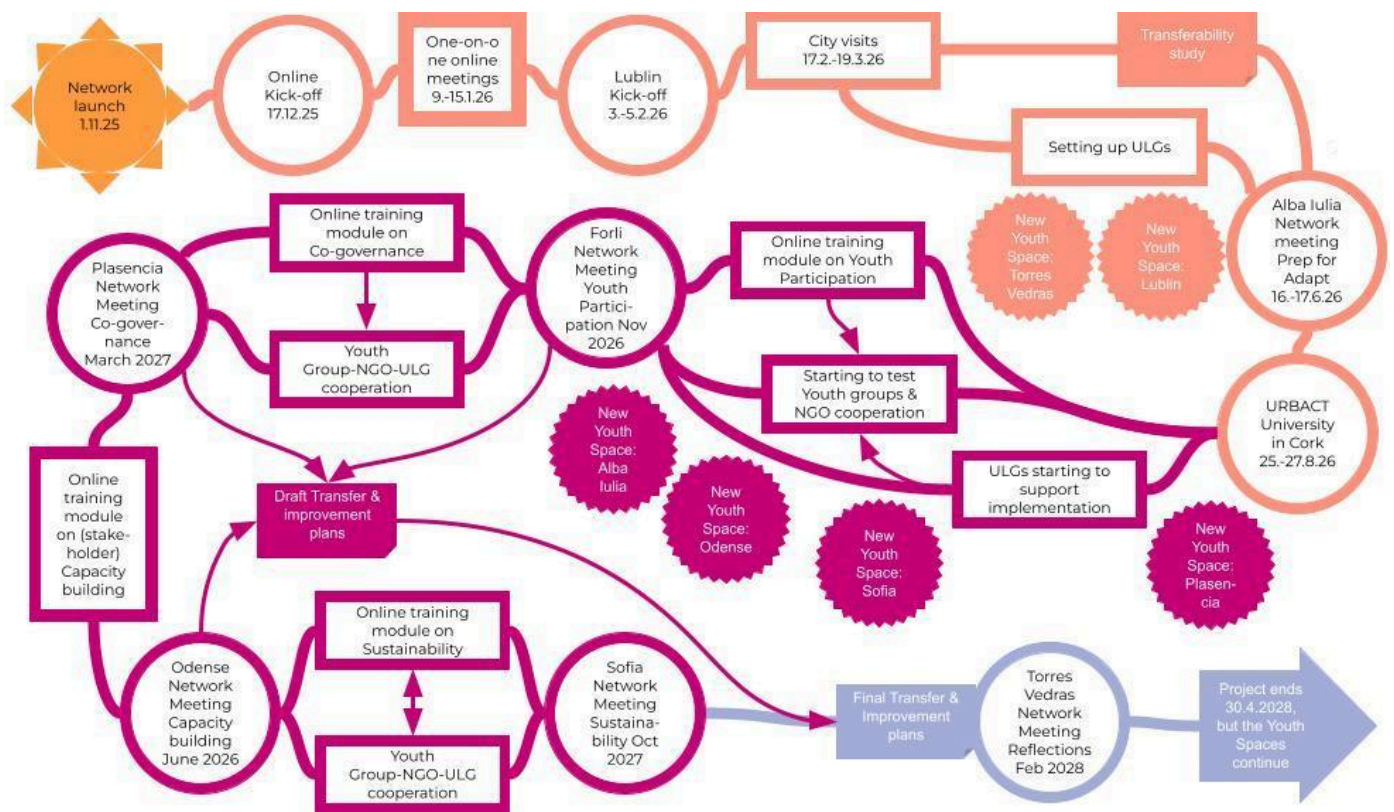 Network
launch
1.11.25
Online
Kick-off
17.12.25
One-on-o
ne online
meetings
9.-15.1.26
Lublin
Kick-off
3.-5.2.26
City visits
17.2.-19.3.26
Transferability
study
Setting up ULGs
New
Youth
Space:
Torres
Vedras
New
Youth
Space:
Lublin
Alba Iulia
Network
meeting
Prep for
Adapt
16.-17.6.26
URBACT
University
in Cork
25.-27.8.26
Online training
module on Youth
Participation
Starting to test
Youth groups &
NGO cooperation
ULGs starting to
support
implementation
New
Youth
Space:
Plasen-
cia
New
Youth
Space:
Sofia
New
Youth
Space:
Odense
New
Youth
Space:
Alba
Iulia
Forli
Network
Meeting
Youth
Partici-
pation Nov
2026
Online training
module on
Co-governance
Youth
Group-NGO-ULG
cooperation
Plasencia
Network
Meeting
Co-gover-
nance
March 2027
Draft Transfer &
improvement
plans
Online
training
module
on (stake-
holder)
Capacity
building
Odense
Network
Meeting
Capacity
building
June 2026
Online training
module on
Sustainability
Youth
Group-NGO-ULG
cooperation
Sofia
Network
Meeting
Sustaina-
bility Oct
2027
Final Transfer &
Improvement
plans
Torres
Vedras
Network
Meeting
Reflections
Feb 2028
Project ends
30.4.2028,
but the Youth
Spaces
continue